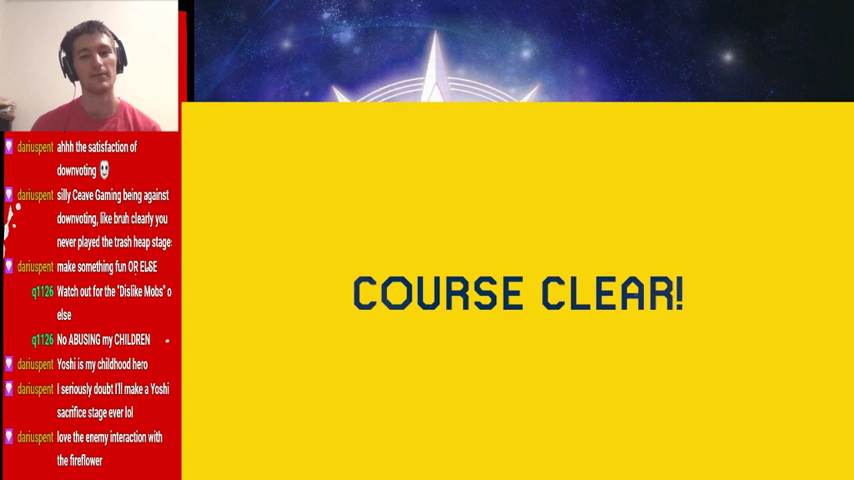 dariuspent ahhh the satisfaction of
downvoting
dariuspent silly Ceave Gaming being against
downvoting, like bruh clearly you
never played the trash heap stage
dariuspent make something fun OR ELSE
q1126 Watch out for the "Dislike Mobs" o
else
q1126 No ABUSING my CHILDREN
dariuspent Yoshi is my childhood hero
dariuspent I seriously doubt I'll make a Yoshi
sacrifice stage ever lol
dariuspent love the enemy interaction with
the fireflower
COURSE CLEAR!